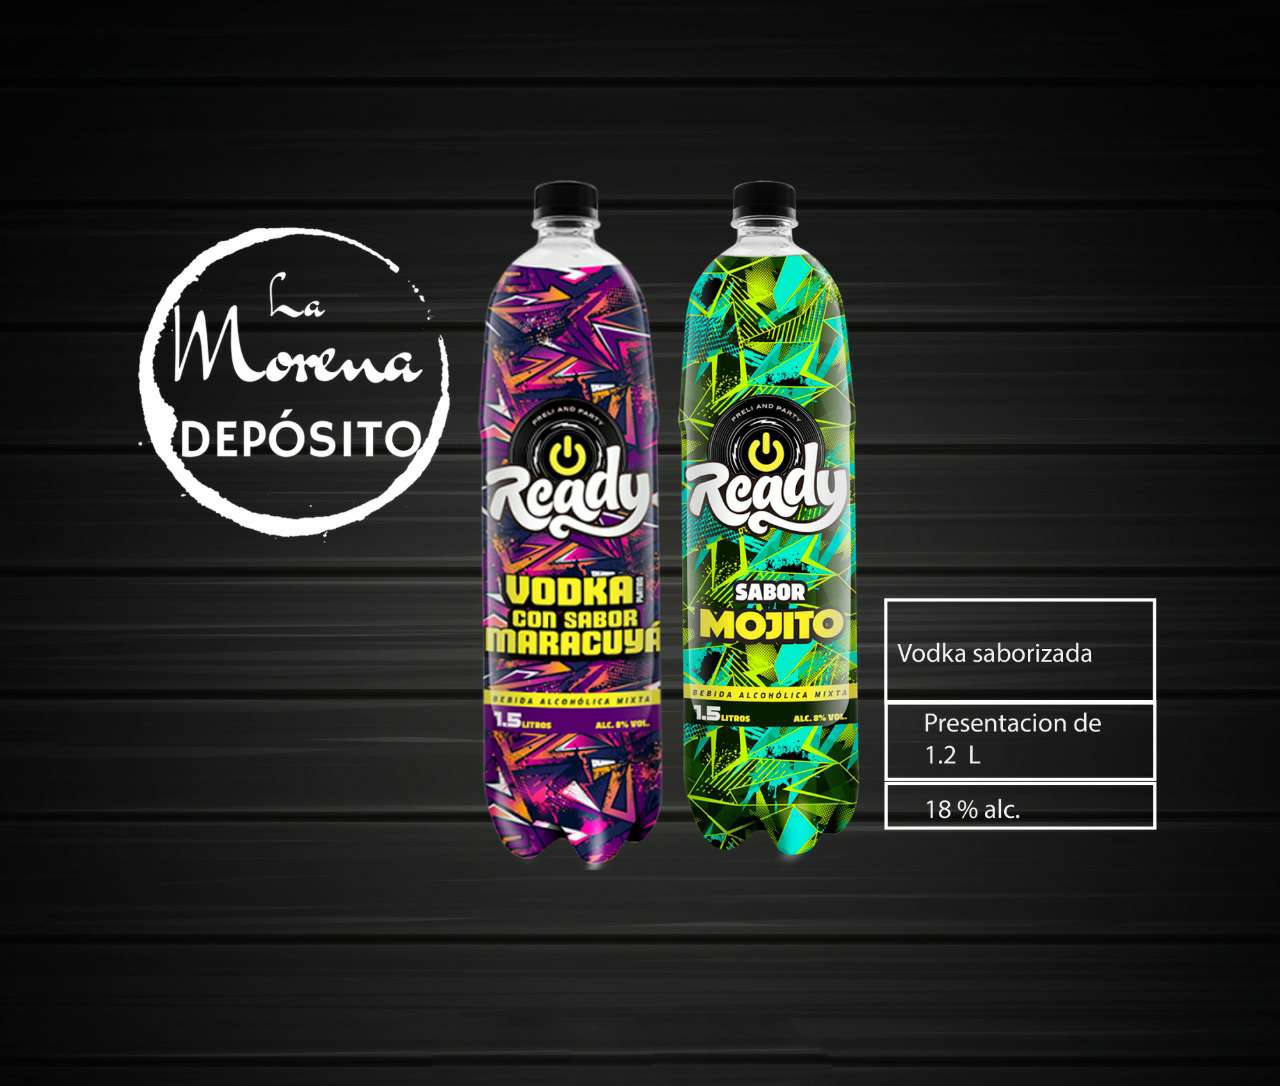 La
Morena
DEPÓSITO
PRELI AND PARTY
Ready
VODKA
CON SABOR
MARACUYÁ
BEBIDA ALCOHÓLICA MIXTA
1.5 LITROS
ALC. 8% VOL.
PRELI AND PARTY
Ready
SABOR
MOJITO
BEBIDA ALCOHÓLICA MIXTA
1.5 LITROS
ALC. 8% VOL.
Vodka saborizada
Presentacion de
1.2 L
18 % alc.